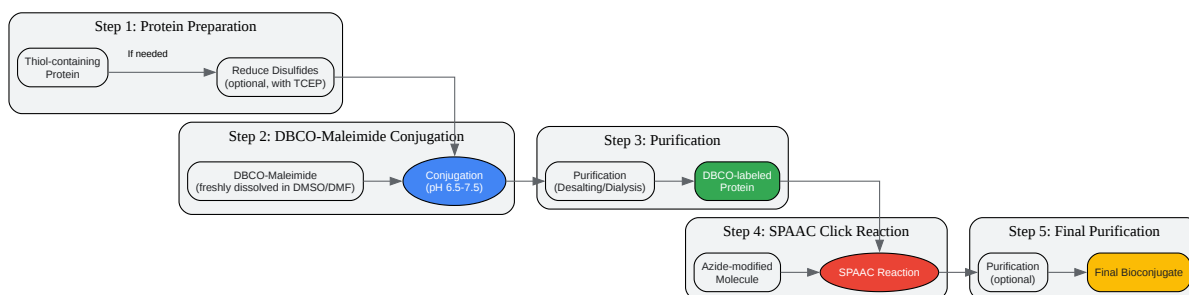 Step 1: Protein Preparation
Thiol-containing
Protein
If needed
Reduce Disulfides
(optional, with TCEP)
Step 2: DBCO-Maleimide Conjugation
DBCO-Maleimide
(freshly dissolved in DMSO/DMF)
Conjugation
(pH 6.5-7.5)
Step 3: Purification
Purification
(Desalting/Dialysis)
DBCO-labeled
Protein
Step 4: SPAAC Click Reaction
Azide-modified
Molecule
SPAAC Reaction
Step 5: Final Purification
Purification
(optional)
Final Bioconjugate